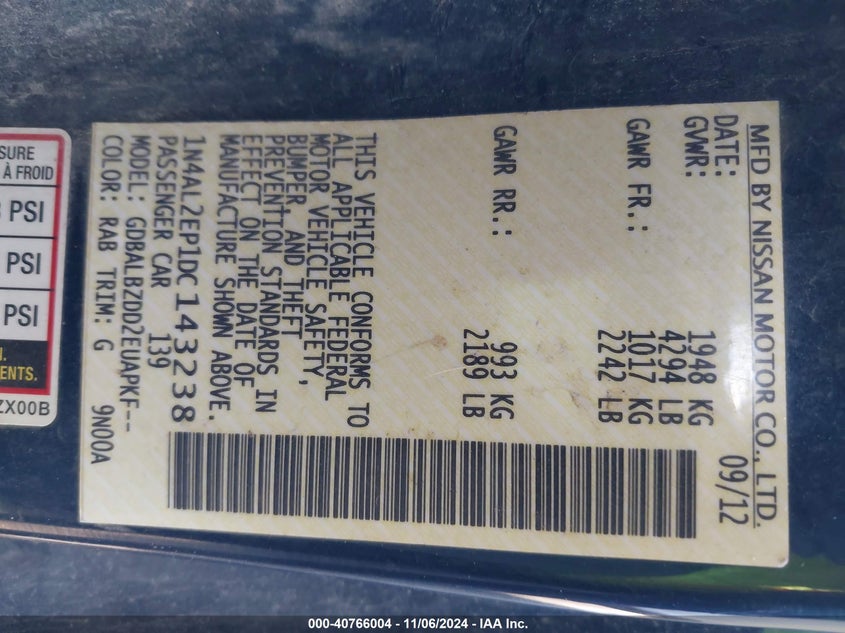 MFD BY NISSAN MOTOR CO., LTD.
DATE: 09/12
GVWR: 1948 KG
4294 LB
GAWR FR.: 1017 KG
2242 LB
GAWR RR.: 993 KG
2189 LB
THIS VEHICLE CONFORMS TO
ALL APPLICABLE FEDERAL
MOTOR VEHICLE SAFETY,
BUMPER AND THEFT
PREVENTION STANDARDS IN
EFFECT ON THE DATE OF
MANUFACTURE SHOWN ABOVE.
1N4AL2EP1DC143238
PASSENGER CAR 139
MODEL: GDBALBZDD2EUAPKF--
COLOR: RAB TRIM: G 9N00A
SURE
À FROID
PSI
PSI
PSI
ENTS.
ZX00B
000-40766004 - 11/06/2024 - IAA Inc.